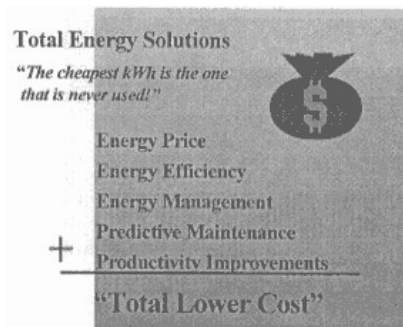 Total Energy Solutions
“The cheapest kWh is the one
that is never used!”
$
Energy Price
Energy Efficiency
Energy Management
Predictive Maintenance
+ Productivity Improvements
“Total Lower Cost”